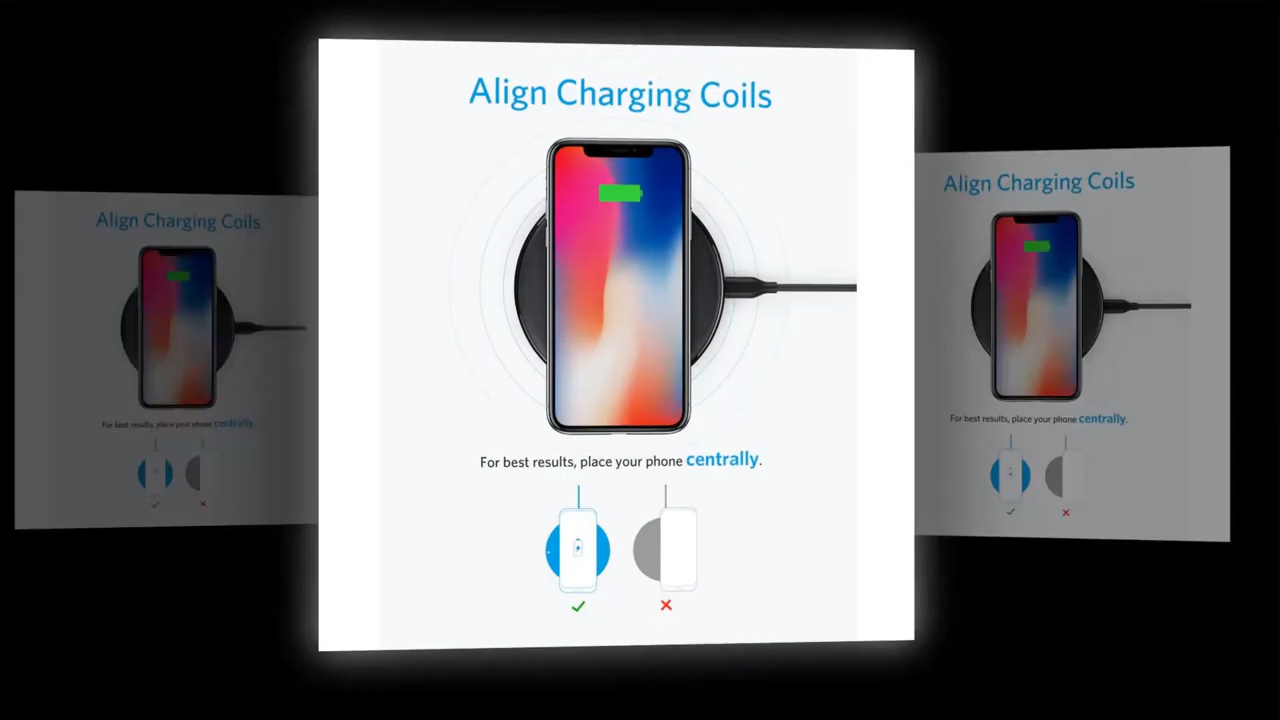 Align Charging Coils
For best results, place your phone centrally.
Align Charging Coils
For best results, place your phone centrally.
Align Charging Coils
For best results, place your phone centrally.